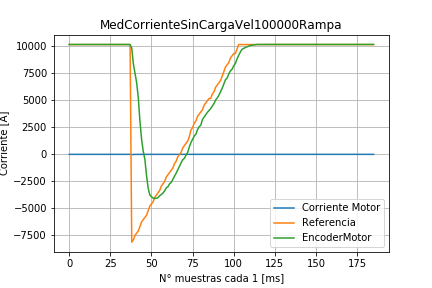 MedCorrienteSinCargaVel100000Rampa
Corriente [A]
10000
7500
5000
2500
0
−2500
−5000
−7500
Corriente Motor
Referencia
EncoderMotor
0 25 50 75 100 125 150 175
N° muestras cada 1 [ms]